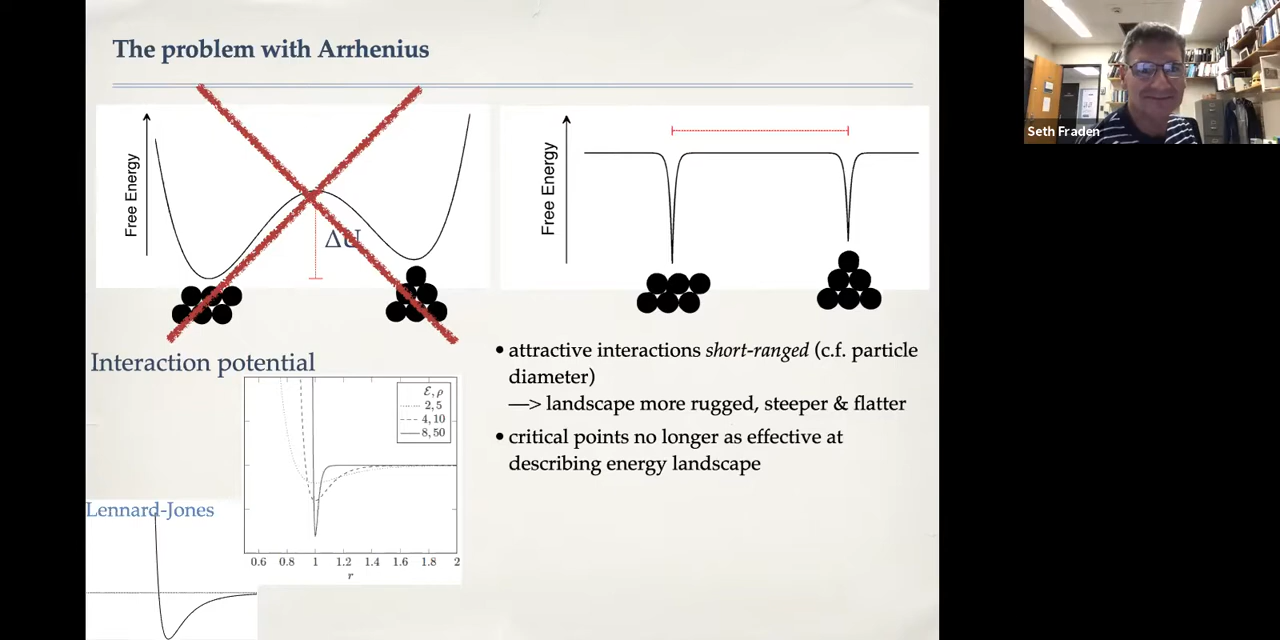 The problem with Arrhenius
Free Energy
ΔU
Free Energy
Interaction potential
ℰ, ρ
2, 5
4, 10
8, 50
0.6 0.8 1 1.2 1.4 1.6 1.8 2
r
Lennard-Jones
• attractive interactions short-ranged (c.f. particle
diameter)
—> landscape more rugged, steeper & flatter
• critical points no longer as effective at
describing energy landscape
Seth Fraden